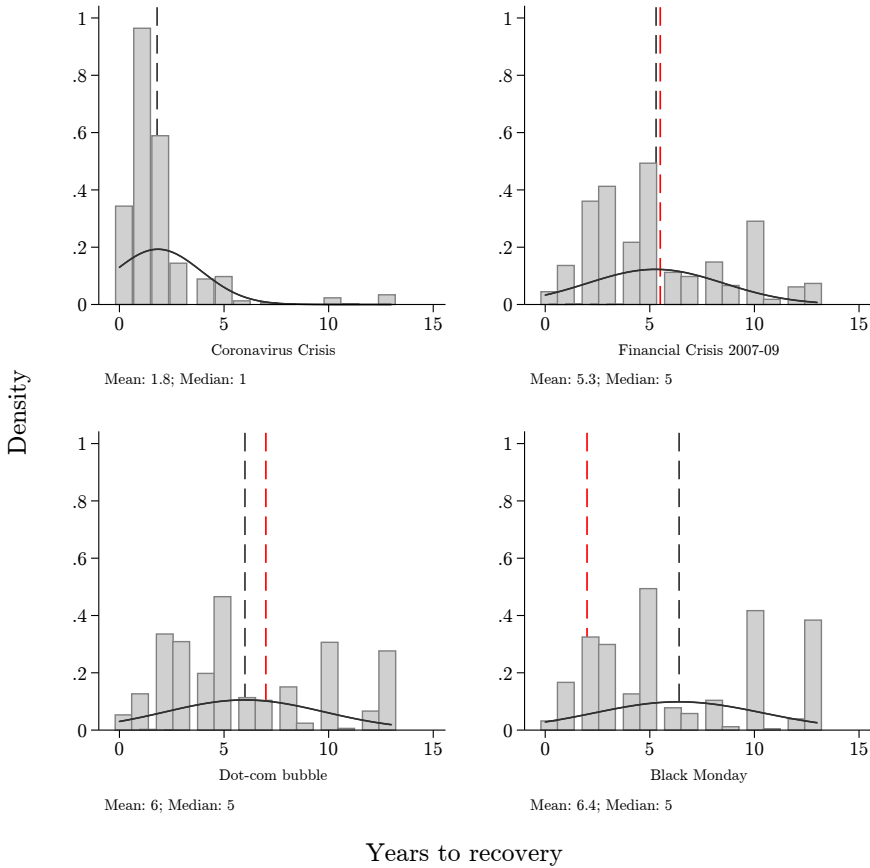 1
.8
.6
.4
.2
0
0 5 10 15
Coronavirus Crisis
Mean: 1.8; Median: 1
1
.8
.6
.4
.2
0
0 5 10 15
Financial Crisis 2007-09
Mean: 5.3; Median: 5
Density
1
.8
.6
.4
.2
0
0 5 10 15
Dot-com bubble
Mean: 6; Median: 5
1
.8
.6
.4
.2
0
0 5 10 15
Black Monday
Mean: 6.4; Median: 5
Years to recovery